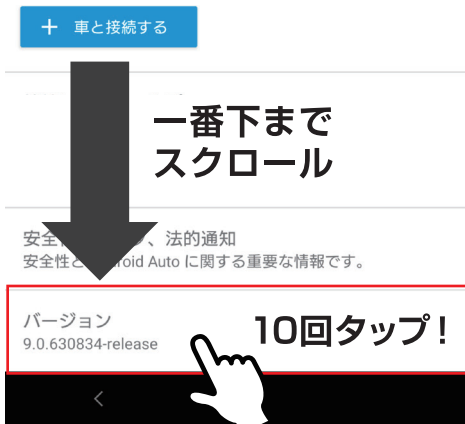 + 車と接続する
一番下まで
スクロール
安全 、法的通知
安全性と oid Auto に関する重要な情報です。
バージョン
9.0.630834-release
10回タップ！